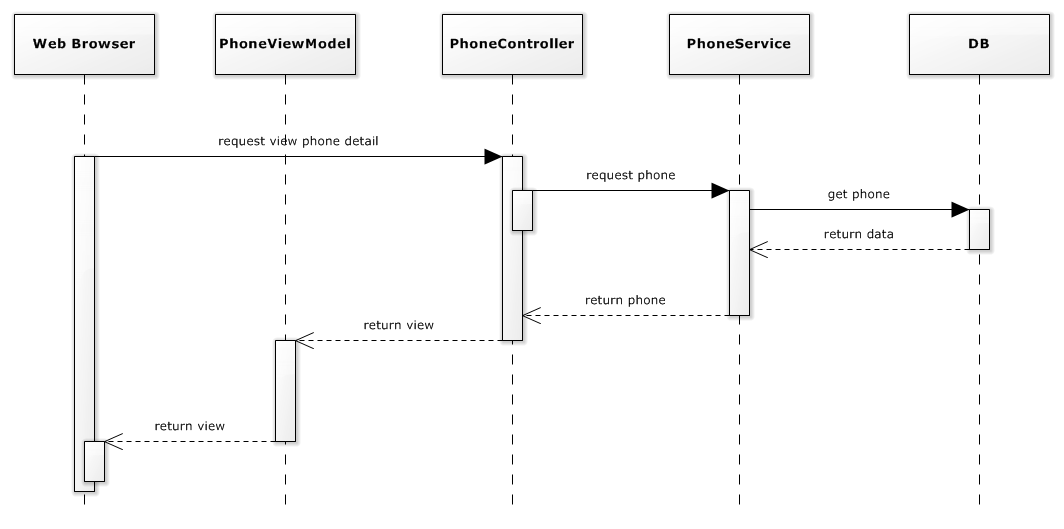 Web Browser
PhoneViewModel
PhoneController
PhoneService
DB
request view phone detail
request phone
get phone
return data
return phone
return view
return view